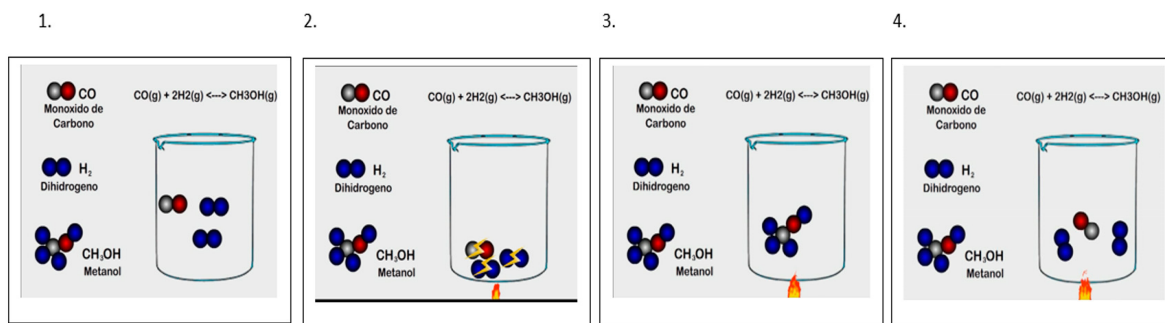 1.
2.
3.
4.
CO
Monoxido de
Carbono
CO(g) + 2H2(g) <---> CH3OH(g)
H2
Dihidrogeno
CH3OH
Metanol
CO
Monoxido de
Carbono
CO(g) + 2H2(g) <---> CH3OH(g)
H2
Dihidrogeno
CH3OH
Metanol
CO
Monoxido de
Carbono
CO(g) + 2H2(g) <---> CH3OH(g)
H2
Dihidrogeno
CH3OH
Metanol
CO
Monoxido de
Carbono
CO(g) + 2H2(g) <---> CH3OH(g)
H2
Dihidrogeno
CH3OH
Metanol